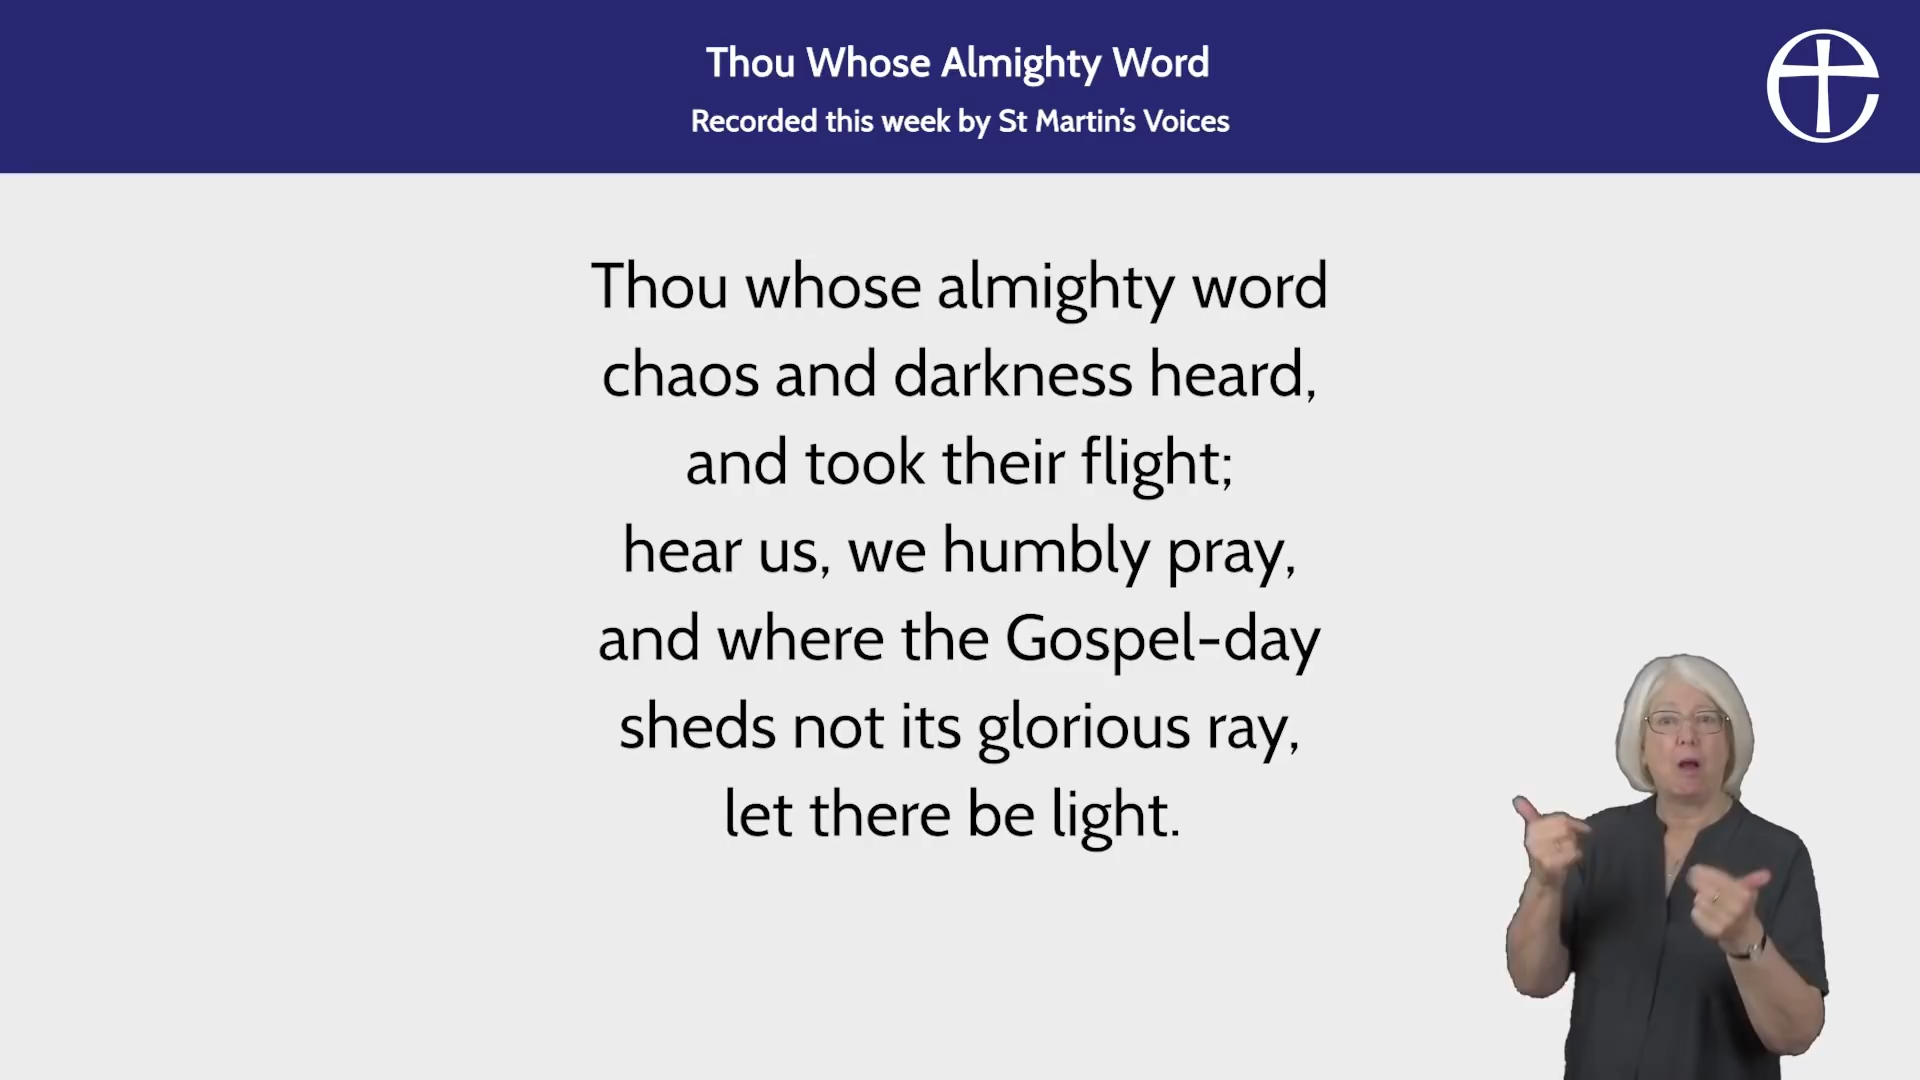 Thou Whose Almighty Word
Recorded this week by St Martin's Voices
Thou whose almighty word
chaos and darkness heard,
and took their flight;
hear us, we humbly pray,
and where the Gospel-day
sheds not its glorious ray,
let there be light.